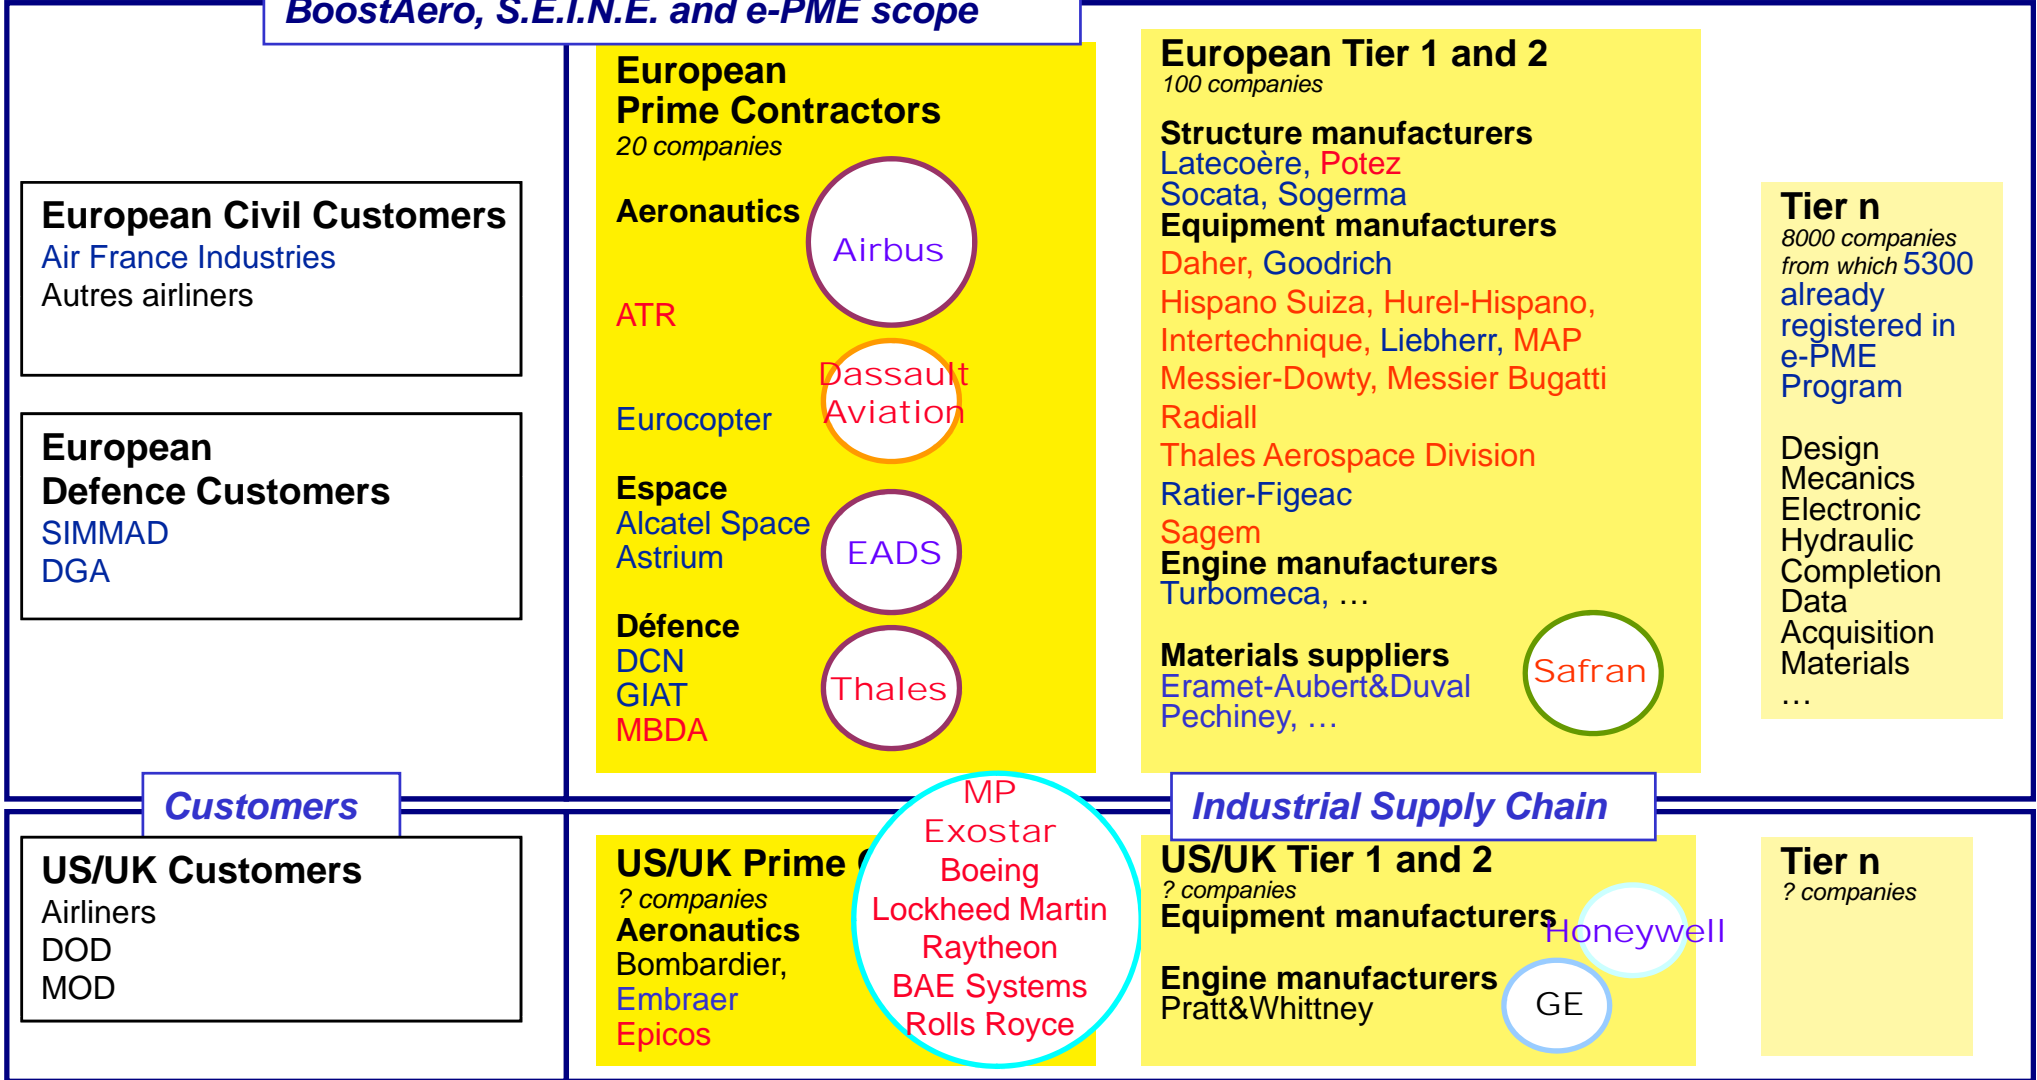 BoostAero, S.E.I.N.E. and e-PME scope
European Civil Customers
Air France Industries
Autres airliners
European
Defence Customers
SIMMAD
DGA
European
Prime Contractors
20 companies
Aeronautics
Airbus
ATR
Dassault
Aviation
Eurocopter
Espace
Alcatel Space
Astrium
EADS
Défence
DCN
GIAT
MBDA
Thales
European Tier 1 and 2
100 companies
Structure manufacturers
Latecoère, Potez
Socata, Sogerma
Equipment manufacturers
Daher, Goodrich
Hispano Suiza, Hurel-Hispano,
Intertechnique, Liebherr, MAP
Messier-Dowty, Messier Bugatti
Radiall
Thales Aerospace Division
Ratier-Figeac
Sagem
Engine manufacturers
Turbomeca, …
Materials suppliers
Eramet-Aubert&Duval
Pechiney, …
Safran
Tier n
8000 companies
from which 5300
already
registered in
e-PME
Program
Design
Mecanics
Electronic
Hydraulic
Completion
Data
Acquisition
Materials
…
Customers
Industrial Supply Chain
US/UK Customers
Airliners
DOD
MOD
US/UK Prime
? companies
Aeronautics
Bombardier,
Embraer
Epicos
MP
Exostar
Boeing
Lockheed Martin
Raytheon
BAE Systems
Rolls Royce
US/UK Tier 1 and 2
? companies
Equipment manufacturers
Honeywell
Engine manufacturers
Pratt&Whittney
GE
Tier n
? companies